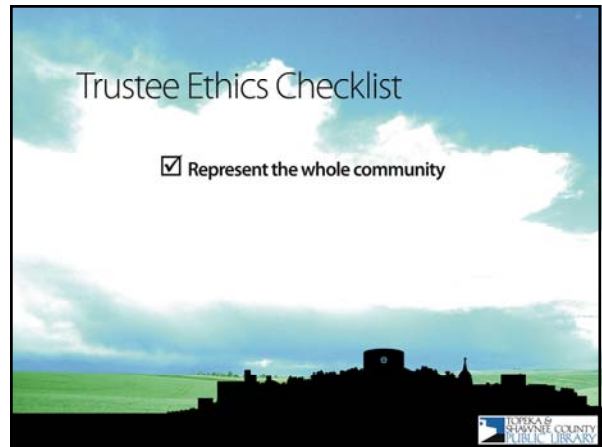 Trustee Ethics Checklist
☑ Represent the whole community
TOPEKA &
SHAWNEE COUNTY
PUBLIC LIBRARY